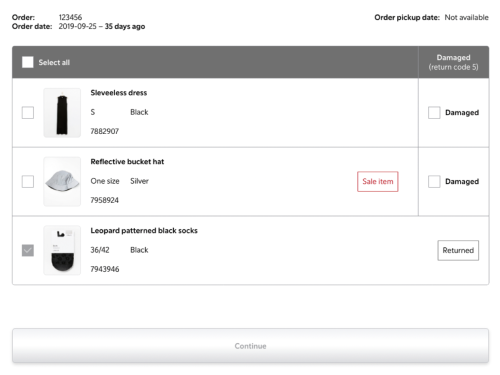 Order: 123456 Order pickup date: Not available
Order date: 2019-09-25 – 35 days ago
Select all Damaged
(return code 5)
Sleeveless dress
S Black Damaged
7882907
Reflective bucket hat
One size Silver Sale item Damaged
7958924
Leopard patterned black socks
36/42 Black Returned
7943946
Continue